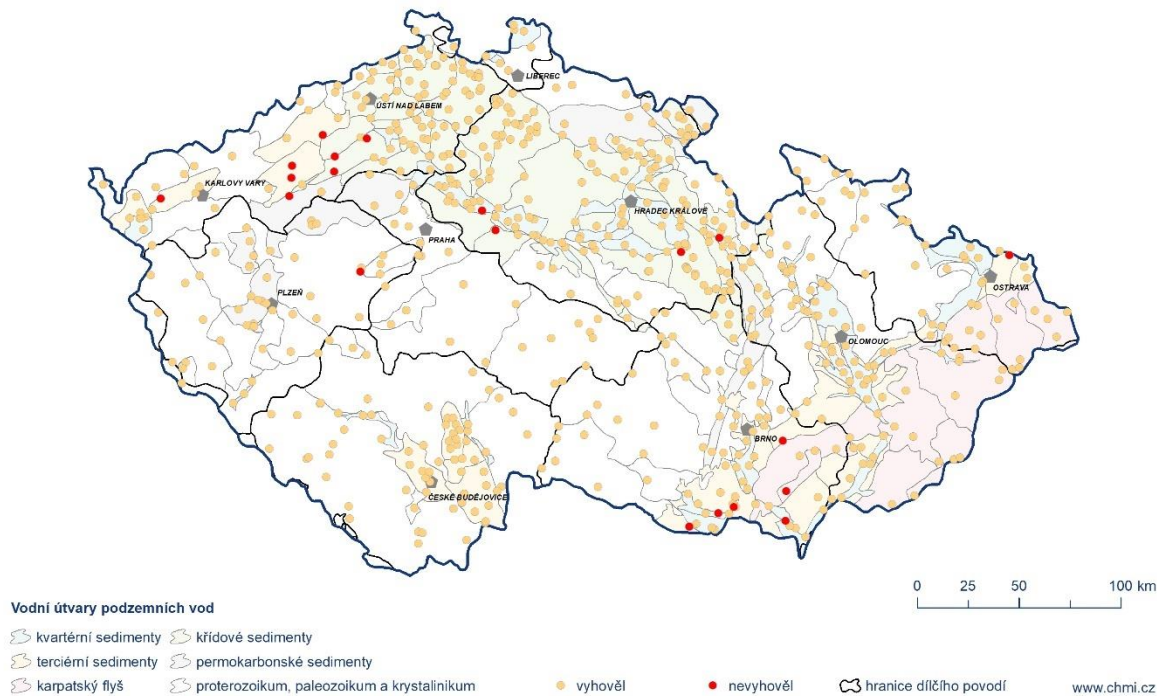 LIBEREC
ÚSTÍ NAD LABEM
KARLOVY VARY
HRADEC KRÁLOVÉ
PRAHA
OSTRAVA
PLZEŇ
OLOMOUC
BRNO
ČESKÉ BUDĚJOVICE
0 25 50 100 km
Vodní útvary podzemních vod
kvartérní sedimenty křídové sedimenty
terciérní sedimenty permokarbonské sedimenty
karpatský flyš proterozoikum, paleozoikum a krystalinikum vyhověl nevyhověl hranice dílčího povodí www.chmi.cz